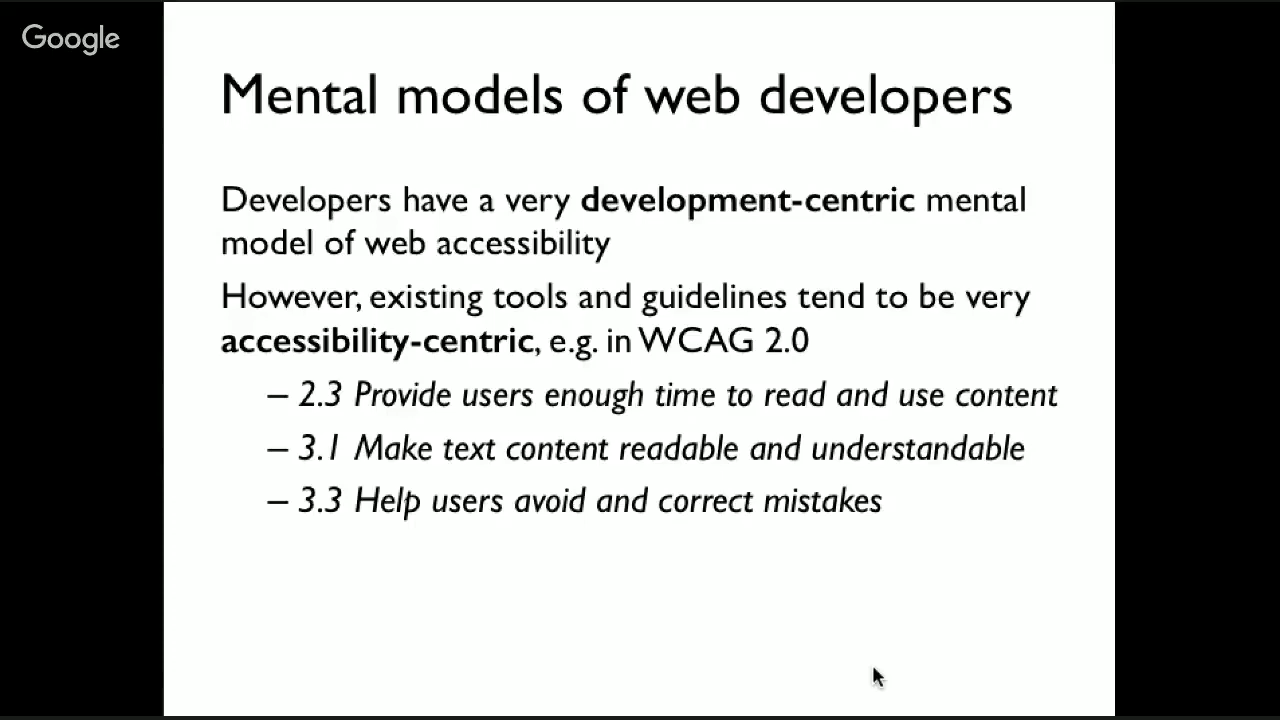 Google
Mental models of web developers
Developers have a very development-centric mental
model of web accessibility
However, existing tools and guidelines tend to be very
accessibility-centric, e.g. in WCAG 2.0
– 2.3 Provide users enough time to read and use content
– 3.1 Make text content readable and understandable
– 3.3 Help users avoid and correct mistakes